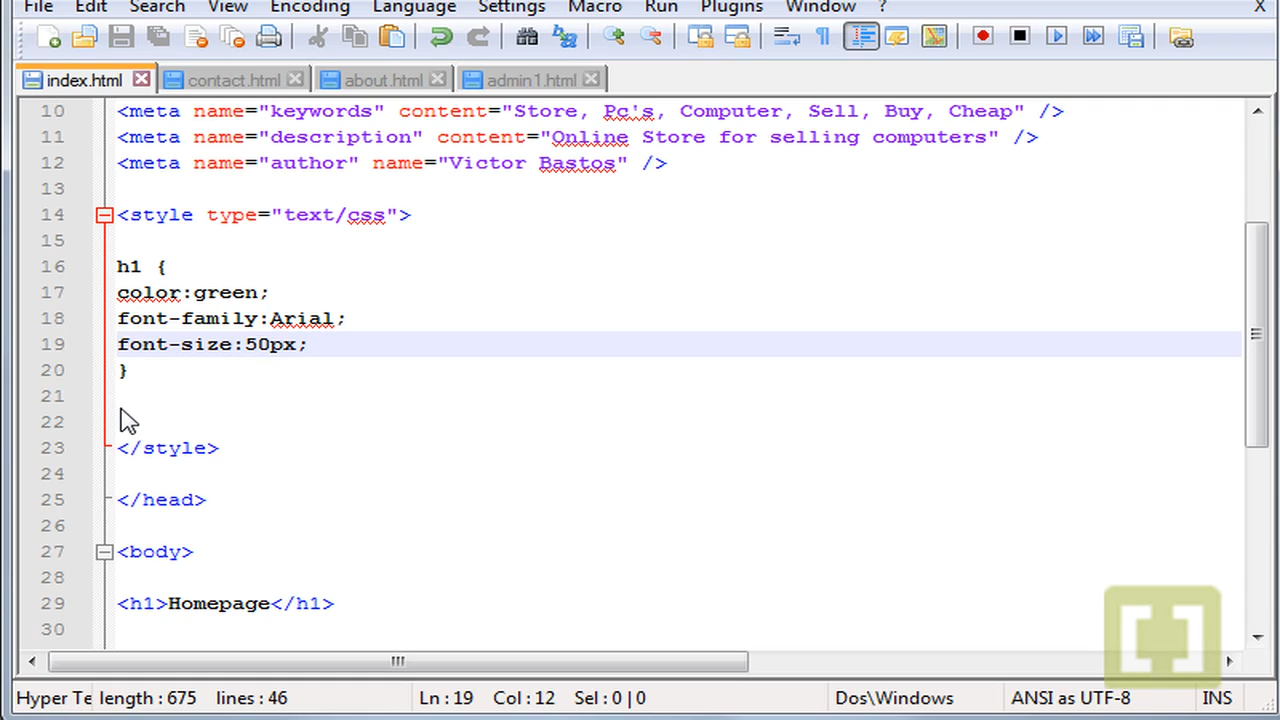 File Edit Search View Encoding Language Settings Macro Run Plugins Window ? X
index.html contact.html about.html admin1.html
10 <meta name="keywords" content="Store, Pc's, Computer, Sell, Buy, Cheap" />
11 <meta name="description" content="Online Store for selling computers" />
12 <meta name="author" name="Victor Bastos" />
13
14 <style type="text/css">
15
16 h1 {
17 color:green;
18 font-family:Arial;
19 font-size:50px;
20 }
21
22
23 </style>
24
25 </head>
26
27 <body>
28
29 <h1>Homepage</h1>
30
Hyper Te length : 675 lines : 46 Ln : 19 Col : 12 Sel : 0 | 0 Dos\Windows ANSI as UTF-8 INS